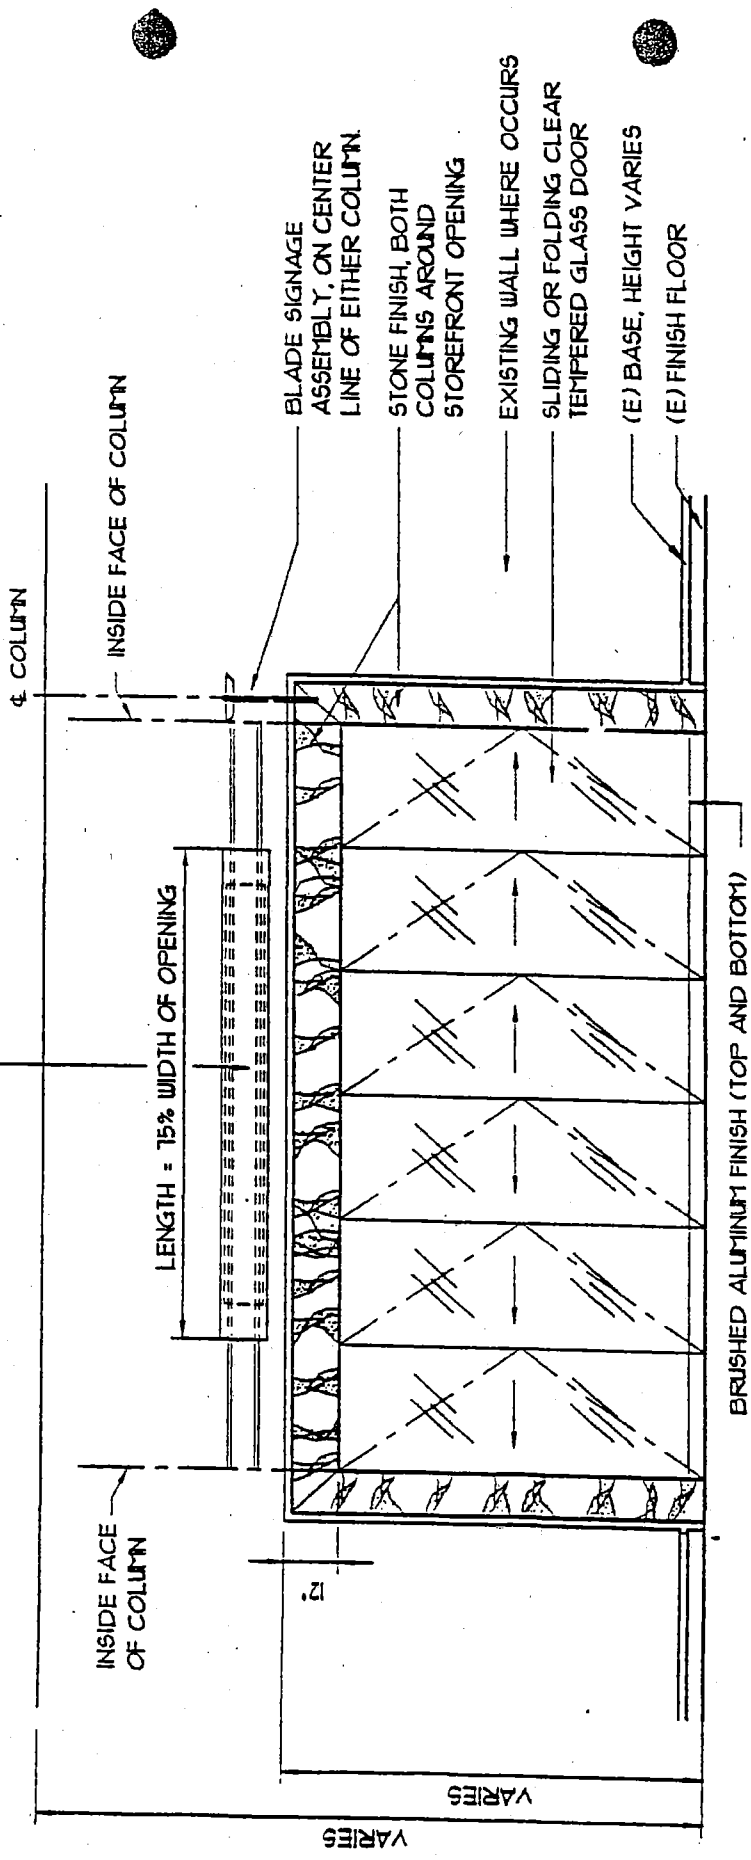 ℄ COLUMN
INSIDE FACE OF COLUMN
BLADE SIGNAGE
ASSEMBLY, ON CENTER
LINE OF EITHER COLUMN.
STONE FINISH, BOTH
COLUMNS AROUND
STOREFRONT OPENING
EXISTING WALL WHERE OCCURS
SLIDING OR FOLDING CLEAR
TEMPERED GLASS DOOR
(E) BASE, HEIGHT VARIES
(E) FINISH FLOOR
LENGTH = 75% WIDTH OF OPENING
INSIDE FACE
OF COLUMN
12"
VARIES
VARIES
BRUSHED ALUMINUM FINISH (TOP AND BOTTOM)